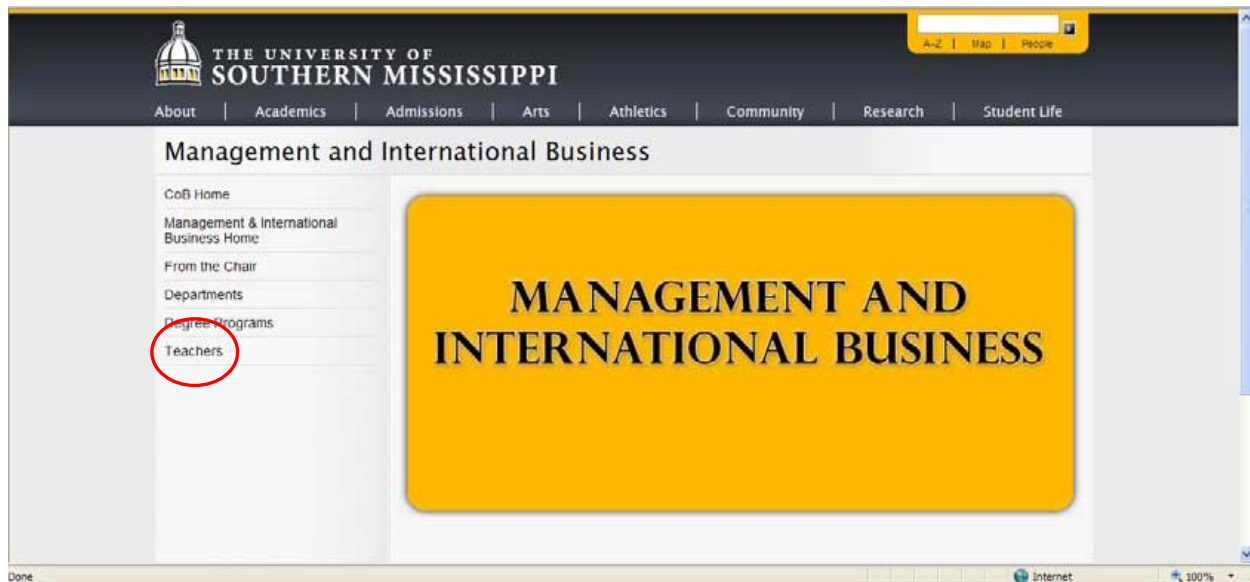 THE UNIVERSITY OF
SOUTHERN MISSISSIPPI
A-Z | Map | People
About | Academics | Admissions | Arts | Athletics | Community | Research | Student Life
Management and International Business
CoB Home
Management & International
Business Home
From the Chair
Departments
Degree Programs
Teachers
MANAGEMENT AND
INTERNATIONAL BUSINESS
Done
Internet
100%